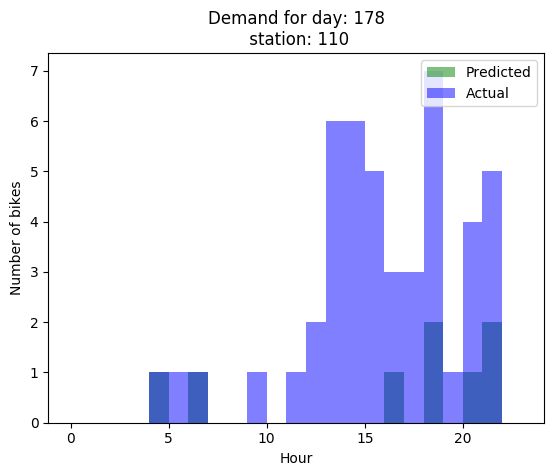 Demand for day: 178
station: 110
Predicted
Actual
7
6
5
4
3
2
1
0
Number of bikes
0 5 10 15 20
Hour